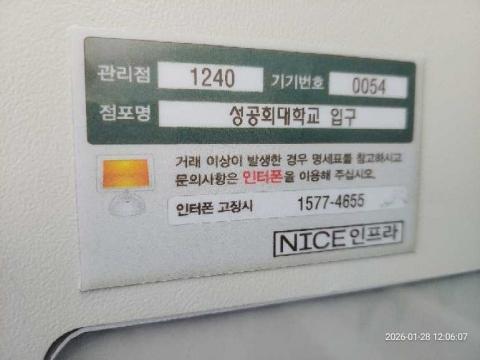 관리점 1240 기기번호 0054
점포명 성공회대학교 입구
거래 이상이 발생한 경우 명세표를 참고하시고
문의사항은 인터폰을 이용해 주십시오.
인터폰 고장시 1577-4655
NICE인프라
2026-01-28 12:06:07